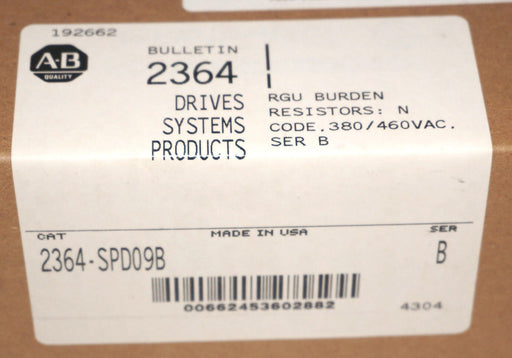 192662
A-B
QUALITY
BULLETIN
2364
DRIVES
SYSTEMS
PRODUCTS
RGU BURDEN
RESISTORS: N
CODE.380/460VAC.
SER B
CAT
MADE IN USA
SER
2364-SPD09B
B
00662453602882
4304